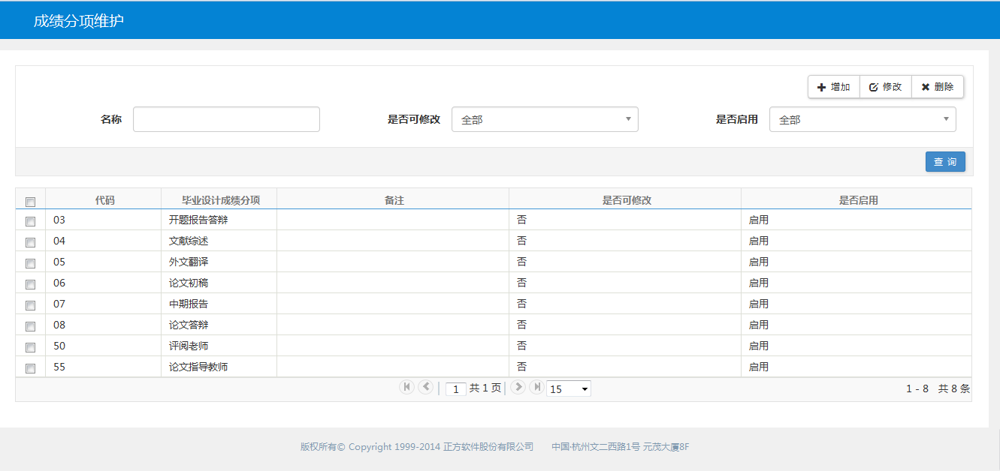 成绩分项维护
增加 修改 删除
名称 是否可修改 全部 是否启用 全部
查 询
代码 毕业设计成绩分项 备注 是否可修改 是否启用
03 开题报告答辩 否 启用
04 文献综述 否 启用
05 外文翻译 否 启用
06 论文初稿 否 启用
07 中期报告 否 启用
08 论文答辩 否 启用
50 评阅老师 否 启用
55 论文指导教师 否 启用
1 共 1 页 15 1 - 8 共 8 条
版权所有© Copyright 1999-2014 正方软件股份有限公司 中国·杭州文二西路1号 元茂大厦8F